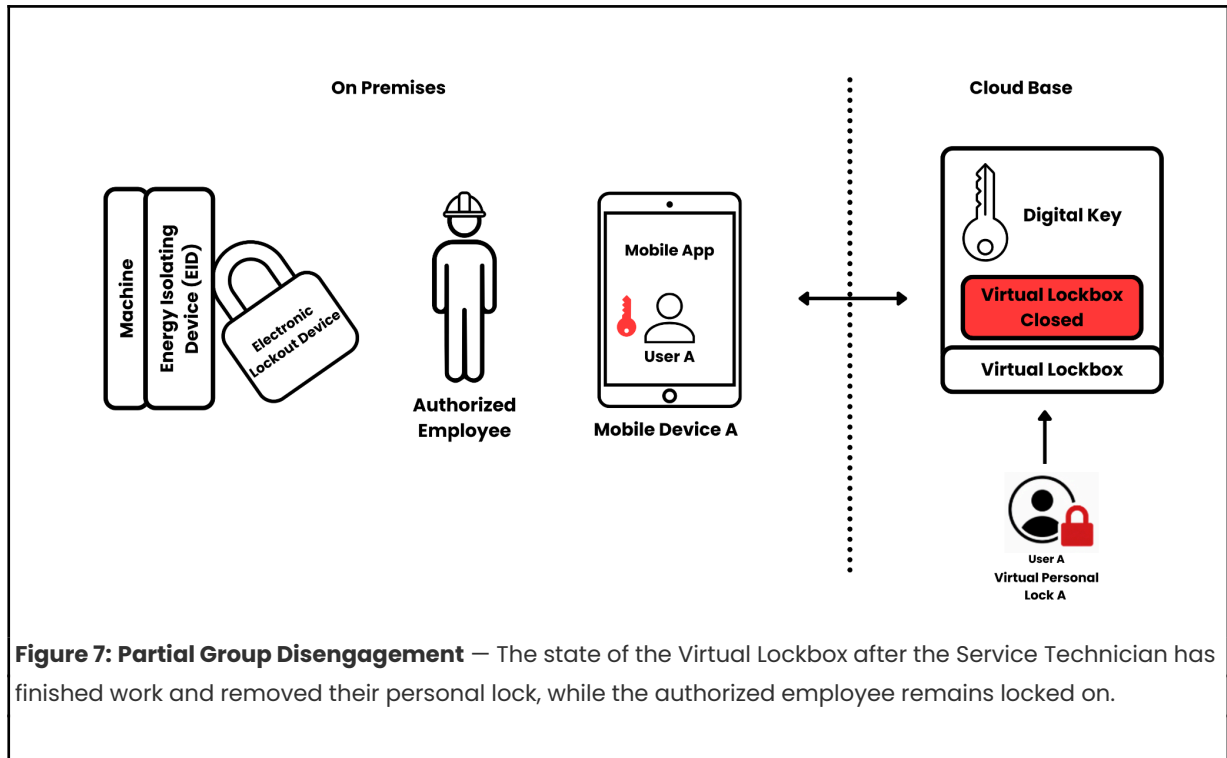 On Premises
Cloud Base
Machine
Energy Isolating
Device (EID)
Electronic
Lockout Device
Authorized
Employee
Mobile App
User A
Mobile Device A
Digital Key
Virtual Lockbox
Closed
Virtual Lockbox
User A
Virtual Personal
Lock A
Figure 7: Partial Group Disengagement — The state of the Virtual Lockbox after the Service Technician has
finished work and removed their personal lock, while the authorized employee remains locked on.